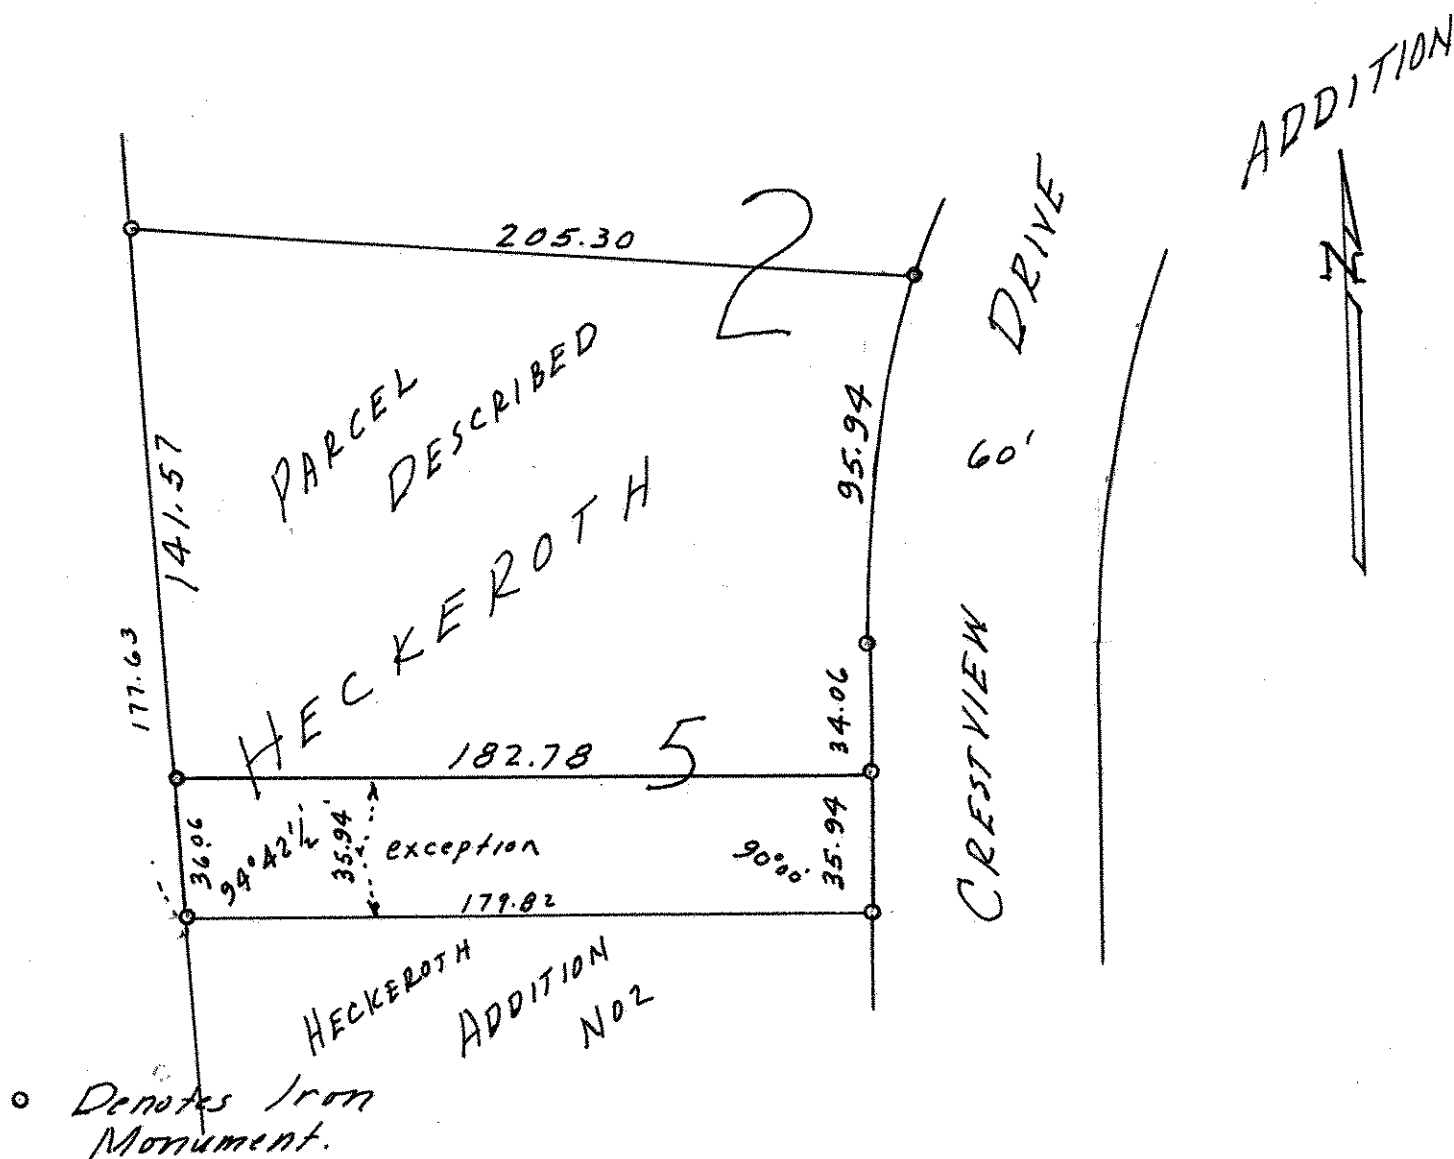 ADDITION
N
2
205.30
DRIVE
60'
PARCEL
DESCRIBED
HECKEROTH
95.94
141.57
177.63
34.06
182.78
5
CRESTVIEW
36.06
94°42'½
35.94'
exception
90°00'
35.94
179.82
HECKEROTH
ADDITION
NO2
Denotes Iron
Monument.